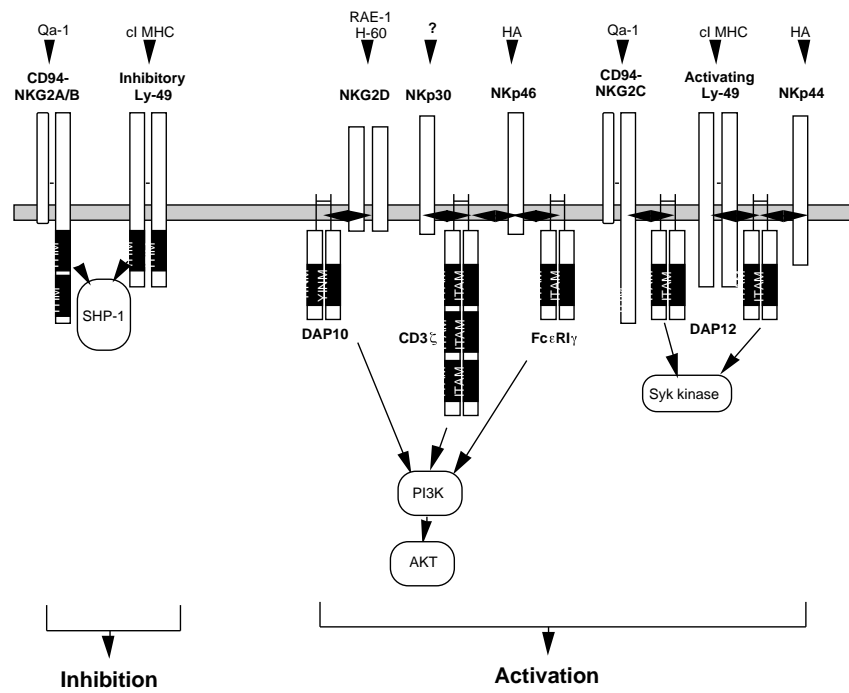 Qa-1
cl MHC
RAE-1
H-60
?
HA
Qa-1
cl MHC
HA
CD94-
NKG2A/B
Inhibitory
Ly-49
NKG2D
NKp30
NKp46
CD94-
NKG2C
Activating
Ly-49
NKp44
YINM
ITAM
ITAM
ITAM
ITAM
ITAM
ITAM
SHP-1
DAP10
CD3ζ
FcεRIγ
DAP12
Syk kinase
PI3K
AKT
Inhibition
Activation